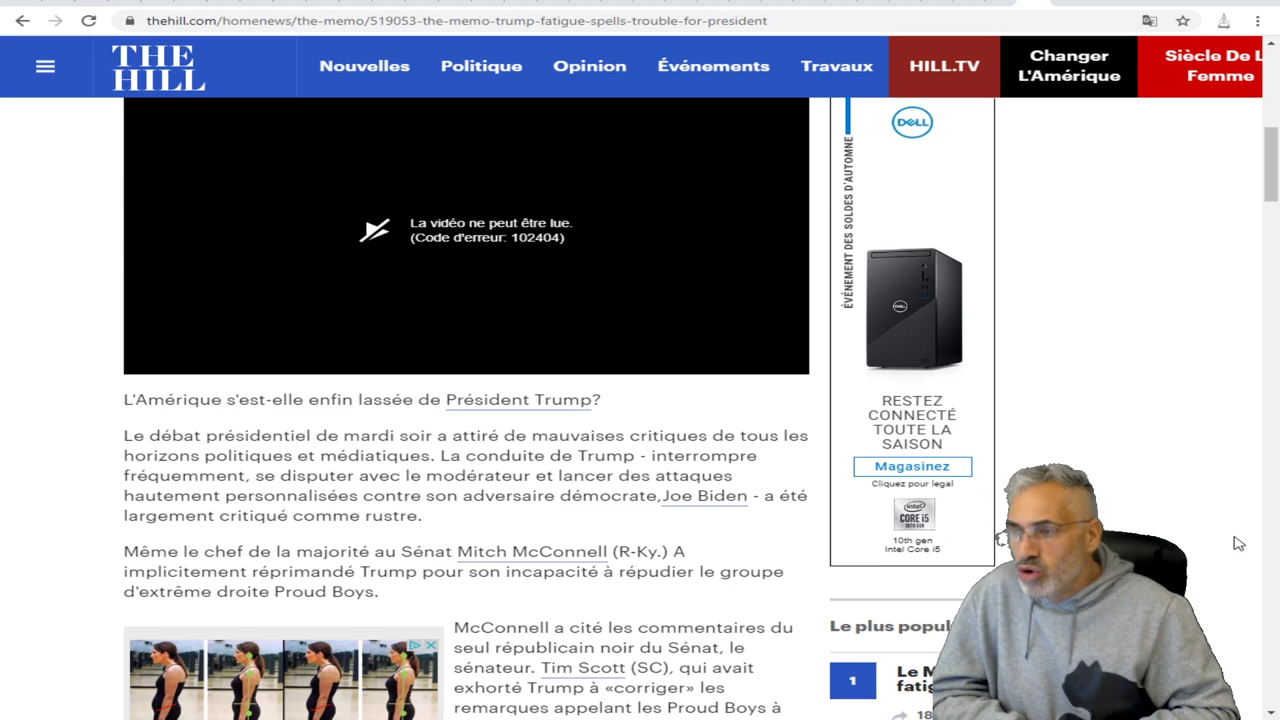 thehill.com/homenews/the-memo/519053-the-memo-trump-fatigue-spells-trouble-for-president
THE
HILL
Nouvelles
Politique
Opinion
Événements
Travaux
HILL.TV
Changer
L'Amérique
Siècle De L
Femme
La vidéo ne peut être lue.
(Code d'erreur: 102404)
L'Amérique s'est-elle enfin lassée de Président Trump?
Le débat présidentiel de mardi soir a attiré de mauvaises critiques de tous les
horizons politiques et médiatiques. La conduite de Trump - interrompre
fréquemment, se disputer avec le modérateur et lancer des attaques
hautement personnalisées contre son adversaire démocrate,Joe Biden - a été
largement critiqué comme rustre.
Même le chef de la majorité au Sénat Mitch McConnell (R-Ky.) A
implicitement réprimandé Trump pour son incapacité à répudier le groupe
d'extrême droite Proud Boys.
McConnell a cité les commentaires du
seul républicain noir du Sénat, le
sénateur. Tim Scott (SC), qui avait
exhorté Trump à «corriger» les
remarques appelant les Proud Boys à
DELL
ÉVÉNEMENT DES SOLDES D'AUTOMNE
DELL
RESTEZ
CONNECTÉ
TOUTE LA
SAISON
Magasinez
Cliquez pour legal
intel
CORE i5
10TH GEN
10th gen
Intel Core i5
Le plus popul
1
Le M
fatig
18